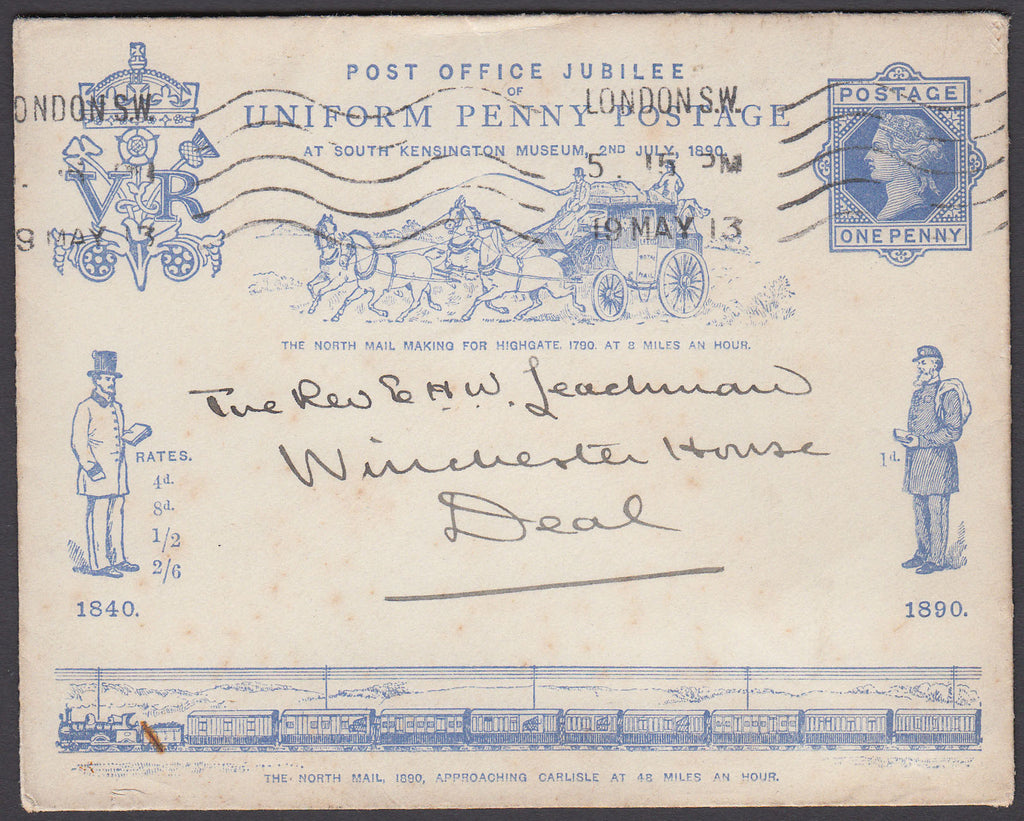 POST OFFICE JUBILEE
OF
UNIFORM PENNY POSTAGE
AT SOUTH KENSINGTON MUSEUM, 2ND JULY, 1890.
VR
ONDON S.W.
9 MAY 3
LONDON S.W.
5. 15 PM
19 MAY 13
POSTAGE
ONE PENNY
THE NORTH MAIL MAKING FOR HIGHGATE. 1790. AT 8 MILES AN HOUR.
The Rev E. H. W. Leachman
Winchester House
Deal
RATES.
4d.
8d.
1/2
2/6
1840.
1d.
1890.
THE NORTH MAIL, 1890, APPROACHING CARLISLE AT 48 MILES AN HOUR.